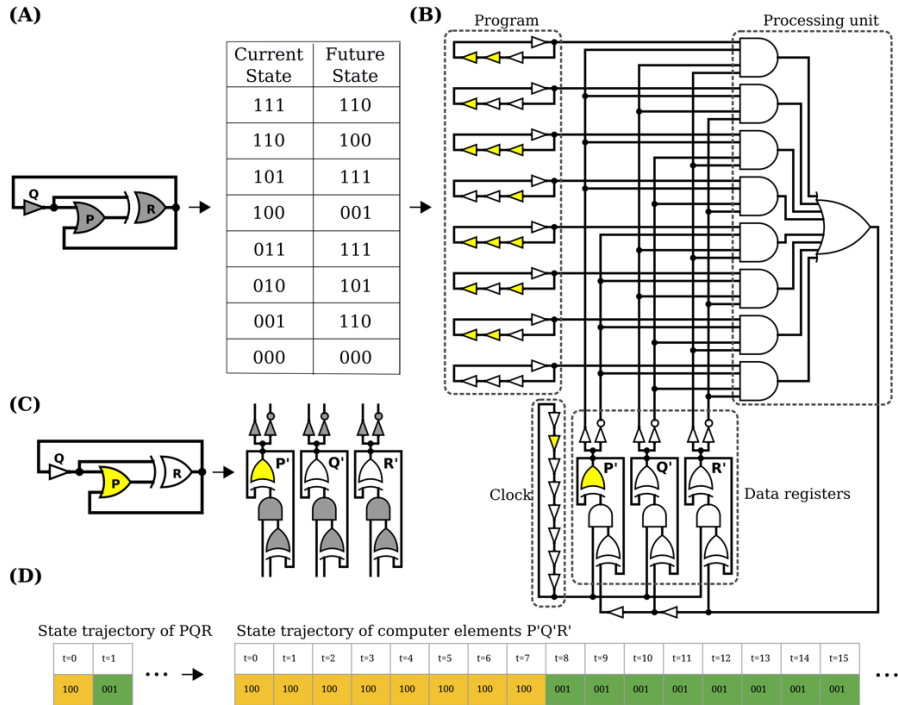 (A)
Current State
Future State
111 110
110 100
101 111
100 001
011 111
010 101
001 110
000 000
Q
P
R
(B)
Program
Processing unit
Clock
P'
Q'
R'
Data registers
(C)
Q
P
R
P'
Q'
R'
(D)
State trajectory of PQR
t=0 t=1
100 001
...
State trajectory of computer elements P'Q'R'
t=0 t=1 t=2 t=3 t=4 t=5 t=6 t=7 t=8 t=9 t=10 t=11 t=12 t=13 t=14 t=15
100 100 100 100 100 100 100 100 001 001 001 001 001 001 001 001
...